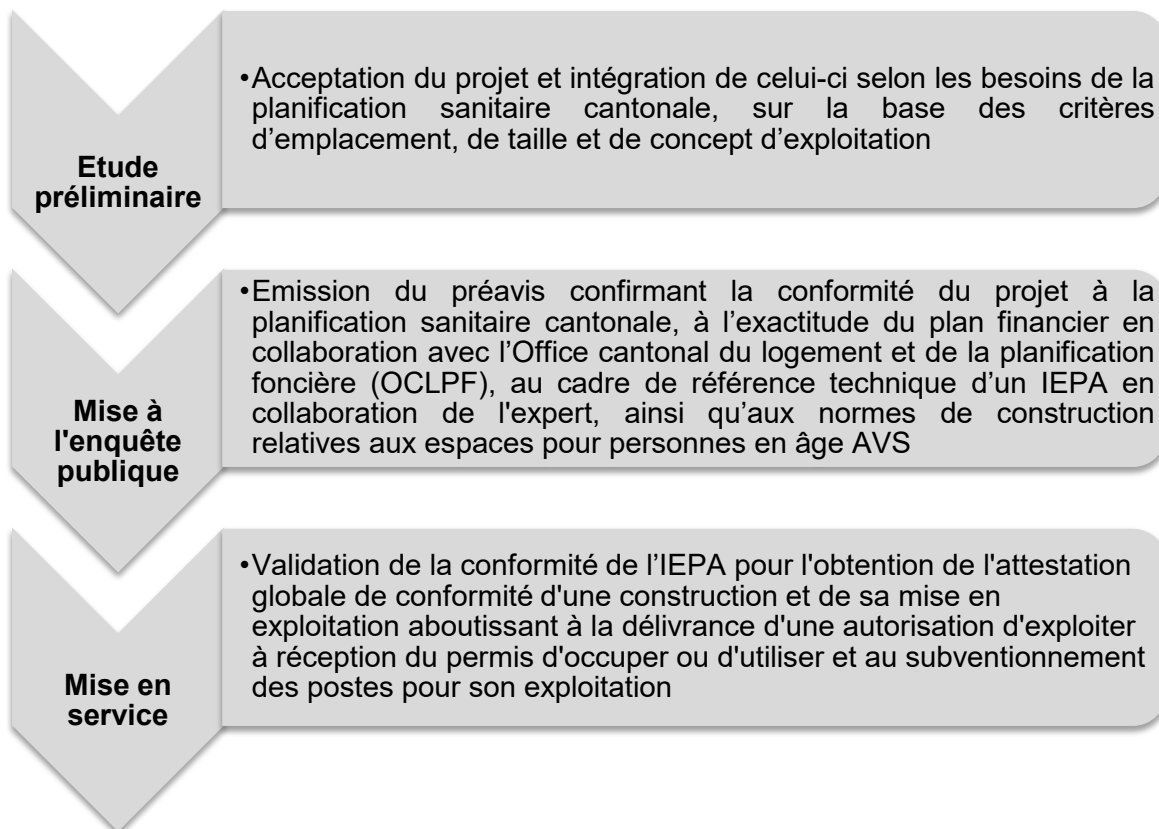 Etude
préliminaire
•Acceptation du projet et intégration de celui-ci selon les besoins de la
planification sanitaire cantonale, sur la base des critères
d’emplacement, de taille et de concept d’exploitation
Mise à
l'enquête
publique
•Emission du préavis confirmant la conformité du projet à la
planification sanitaire cantonale, à l’exactitude du plan financier en
collaboration avec l’Office cantonal du logement et de la planification
foncière (OCLPF), au cadre de référence technique d’un IEPA en
collaboration de l'expert, ainsi qu’aux normes de construction
relatives aux espaces pour personnes en âge AVS
Mise en
service
•Validation de la conformité de l’IEPA pour l'obtention de l'attestation
globale de conformité d'une construction et de sa mise en
exploitation aboutissant à la délivrance d'une autorisation d'exploiter
à réception du permis d'occuper ou d'utiliser et au subventionnement
des postes pour son exploitation